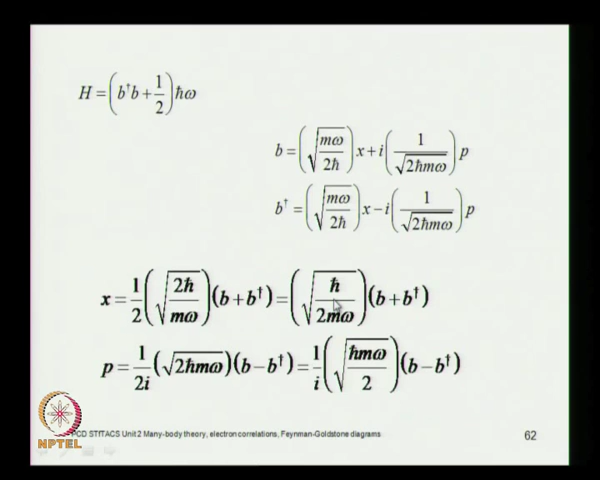 H = (b†b + 1/2) ħω
b = (√(mω/2ħ)) x + i (1/√(2ħmω)) p
b† = (√(mω/2ħ)) x − i (1/√(2ħmω)) p
x = 1/2 (√(2ħ/mω)) (b + b†) = (√(ħ/2mω)) (b + b†)
p = 1/2i (√(2ħmω)) (b − b†) = 1/i (√(ħmω/2)) (b − b†)
PCD STiTACS Unit 2 Many-body theory, electron correlations, Feynman-Goldstone diagrams 62
NPTEL